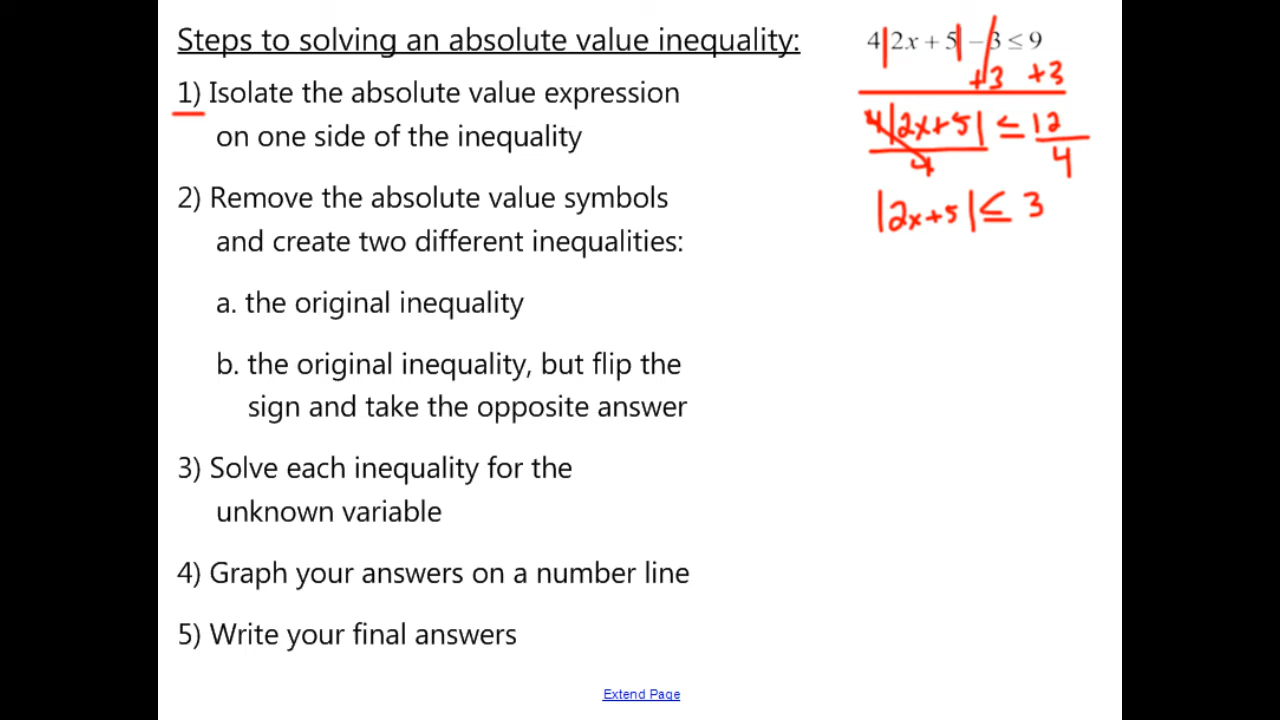 Steps to solving an absolute value inequality:
1) Isolate the absolute value expression
on one side of the inequality
2) Remove the absolute value symbols
and create two different inequalities:
a. the original inequality
b. the original inequality, but flip the
sign and take the opposite answer
3) Solve each inequality for the
unknown variable
4) Graph your answers on a number line
5) Write your final answers
4|2x + 5| − 3 ≤ 9
+3 +3
4|2x+5| ≤ 12
4 4
|2x+5| ≤ 3
Extend Page